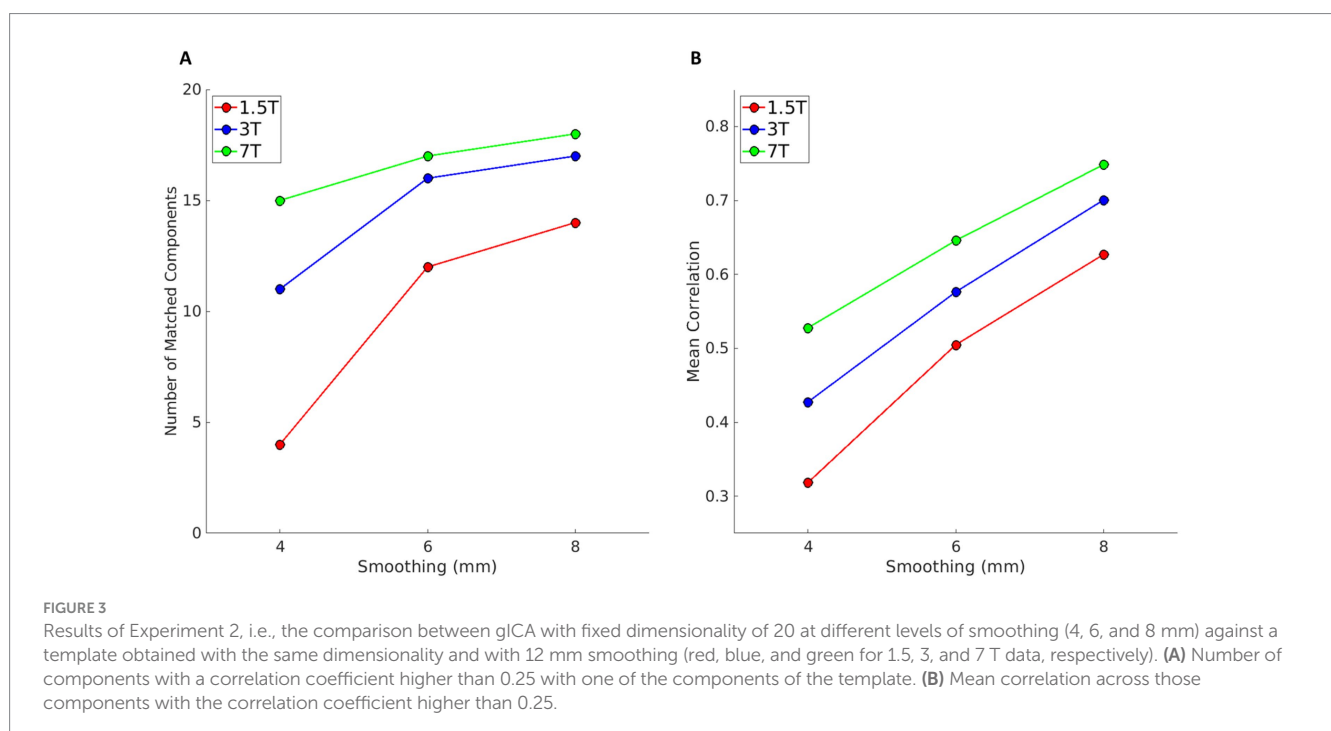 A
20
15
10
5
0
Number of Matched Components
1.5T
3T
7T
4
6
8
Smoothing (mm)
B
0.8
0.7
0.6
0.5
0.4
0.3
Mean Correlation
1.5T
3T
7T
4
6
8
Smoothing (mm)
FIGURE 3
Results of Experiment 2, i.e., the comparison between gICA with fixed dimensionality of 20 at different levels of smoothing (4, 6, and 8 mm) against a
template obtained with the same dimensionality and with 12 mm smoothing (red, blue, and green for 1.5, 3, and 7 T data, respectively). (A) Number of
components with a correlation coefficient higher than 0.25 with one of the components of the template. (B) Mean correlation across those
components with the correlation coefficient higher than 0.25.